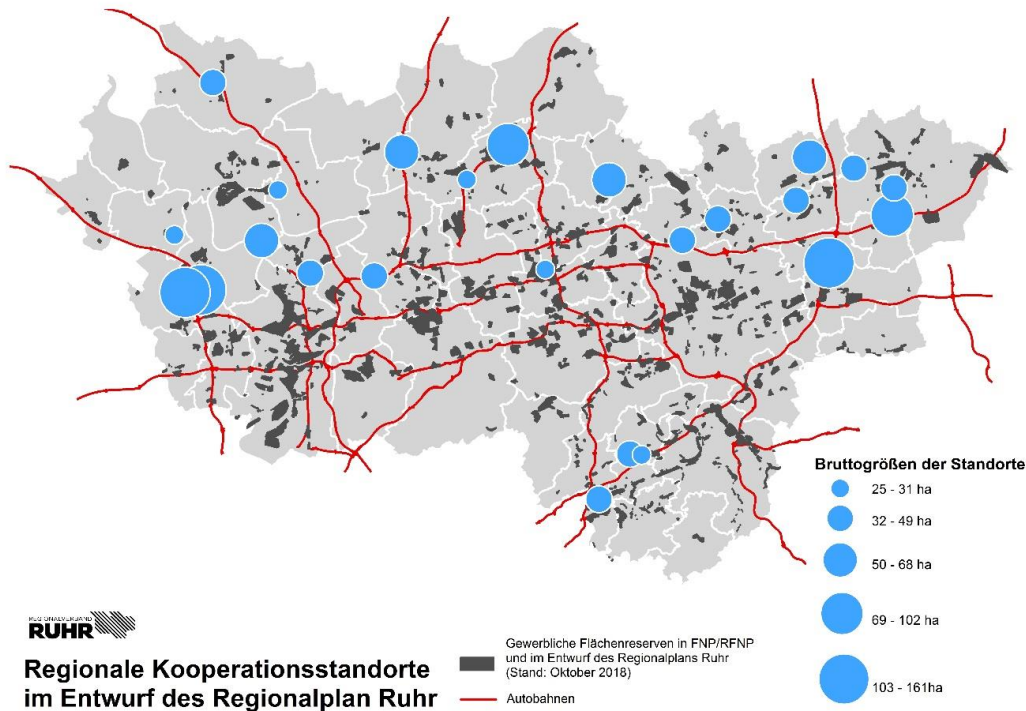 Bruttogrößen der Standorte
25 - 31 ha
32 - 49 ha
50 - 68 ha
69 - 102 ha
103 - 161ha
REGIONALVERBAND
RUHR
Regionale Kooperationsstandorte
im Entwurf des Regionalplan Ruhr
Gewerbliche Flächenreserven in FNP/RFNP
und im Entwurf des Regionalplans Ruhr
(Stand: Oktober 2018)
Autobahnen